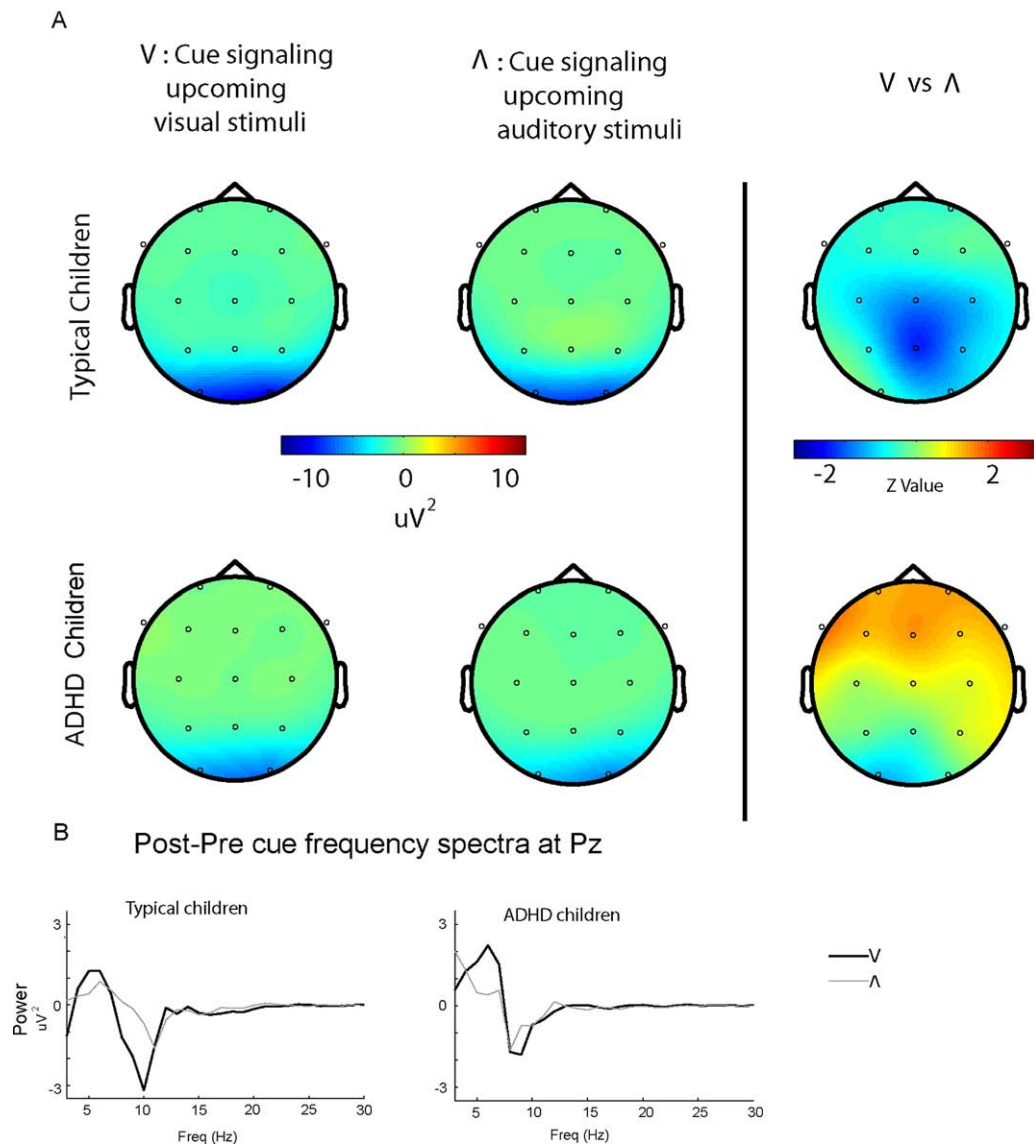 A
V : Cue signaling
upcoming
visual stimuli
Λ : Cue signaling
upcoming
auditory stimuli
V vs Λ
Typical Children
-10 0 10
uV²
-2 2
Z Value
ADHD Children
B
Post-Pre cue frequency spectra at Pz
Typical children
3
0
-3
Power
uV²
5 10 15 20 25 30
Freq (Hz)
ADHD children
3
0
-3
5 10 15 20 25 30
Freq (Hz)
V
Λ